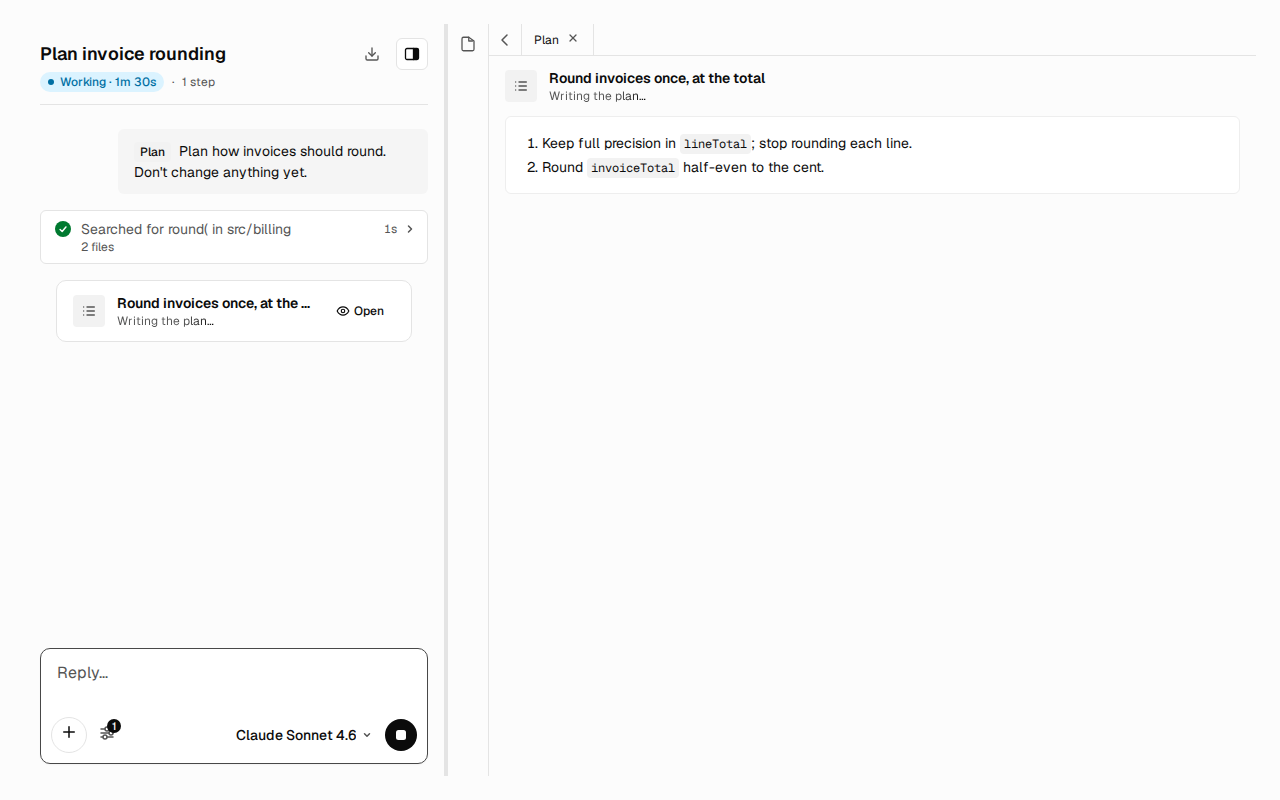 Plan invoice rounding
Working · 1m 30s · 1 step
Plan Plan how invoices should round.
Don't change anything yet.
Searched for round( in src/billing 1s
2 files
Round invoices once, at the ...
Writing the plan...
Open
Reply...
1
Claude Sonnet 4.6
Plan
Round invoices once, at the total
Writing the plan...
1. Keep full precision in lineTotal; stop rounding each line.
2. Round invoiceTotal half-even to the cent.